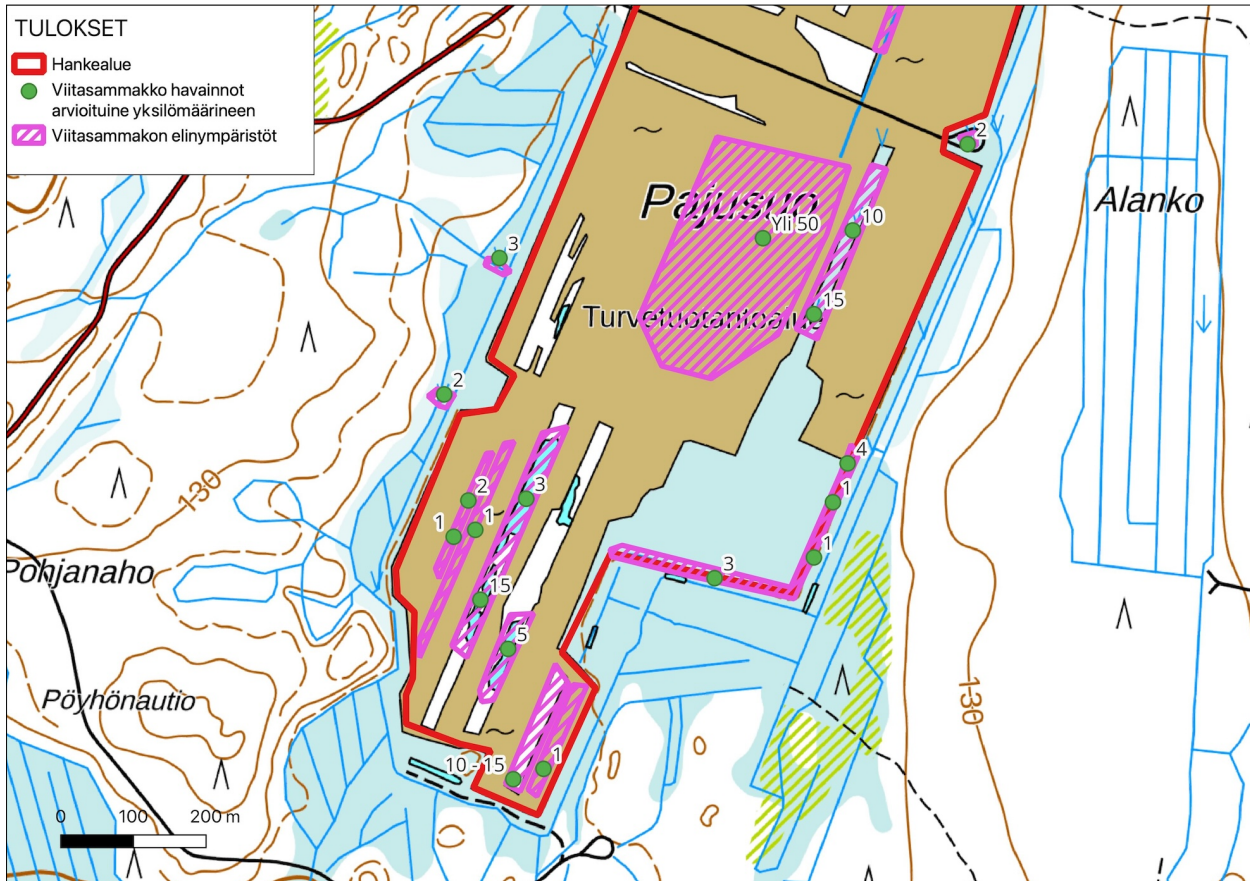 TULOKSET
Hankealue
Viitasammakko havainnot
arvioituine yksilömäärineen
Viitasammakon elinympäristöt
2
Alanko
Pajusuo
Yli 50
10
3
15
Turvetuotantoalue
2
4
130
2
3
1
1
1
1
Pohjanaho
3
15
5
Pöyhönautio
130
10 - 15
1
0 100 200 m